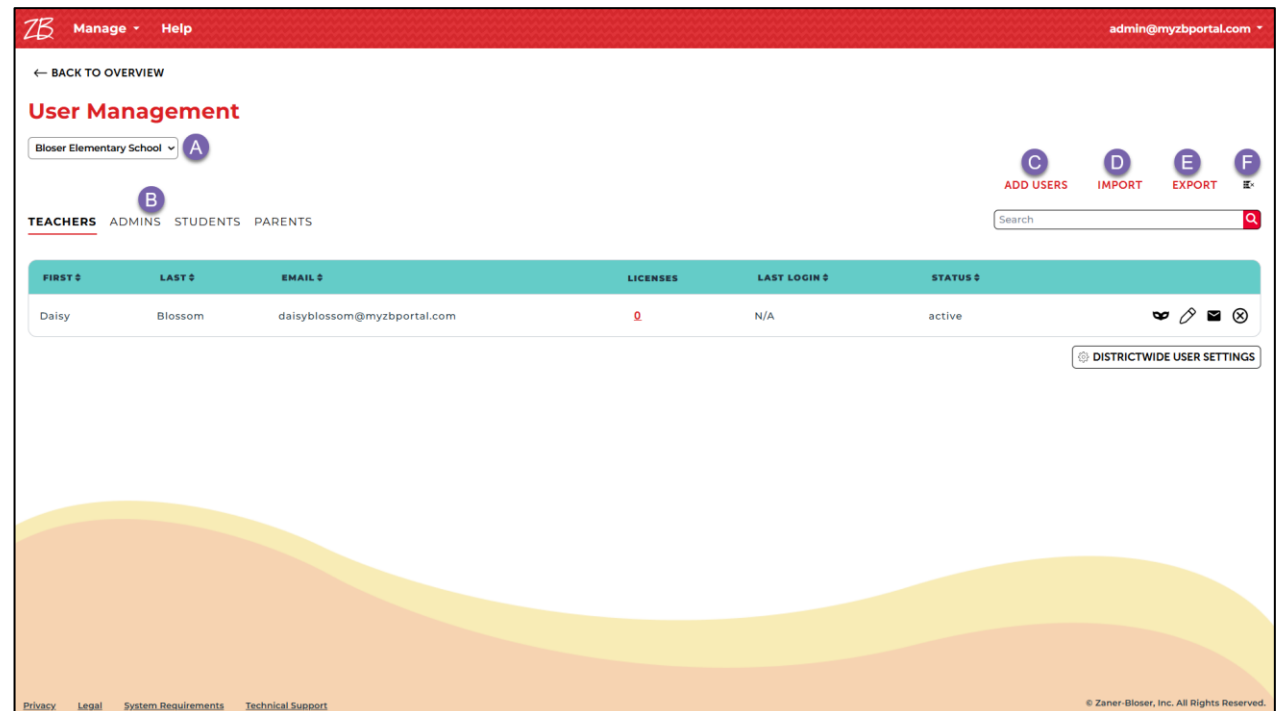 ZB Manage Help admin@myzbportal.com
← BACK TO OVERVIEW
User Management
Bloser Elementary School A
C D E F
ADD USERS IMPORT EXPORT
B
TEACHERS ADMINS STUDENTS PARENTS
Search
FIRST LAST EMAIL LICENSES LAST LOGIN STATUS
Daisy Blossom daisyblossom@myzbportal.com 0 N/A active
DISTRICTWIDE USER SETTINGS
Privacy Legal System Requirements Technical Support © Zaner-Bloser, Inc. All Rights Reserved.